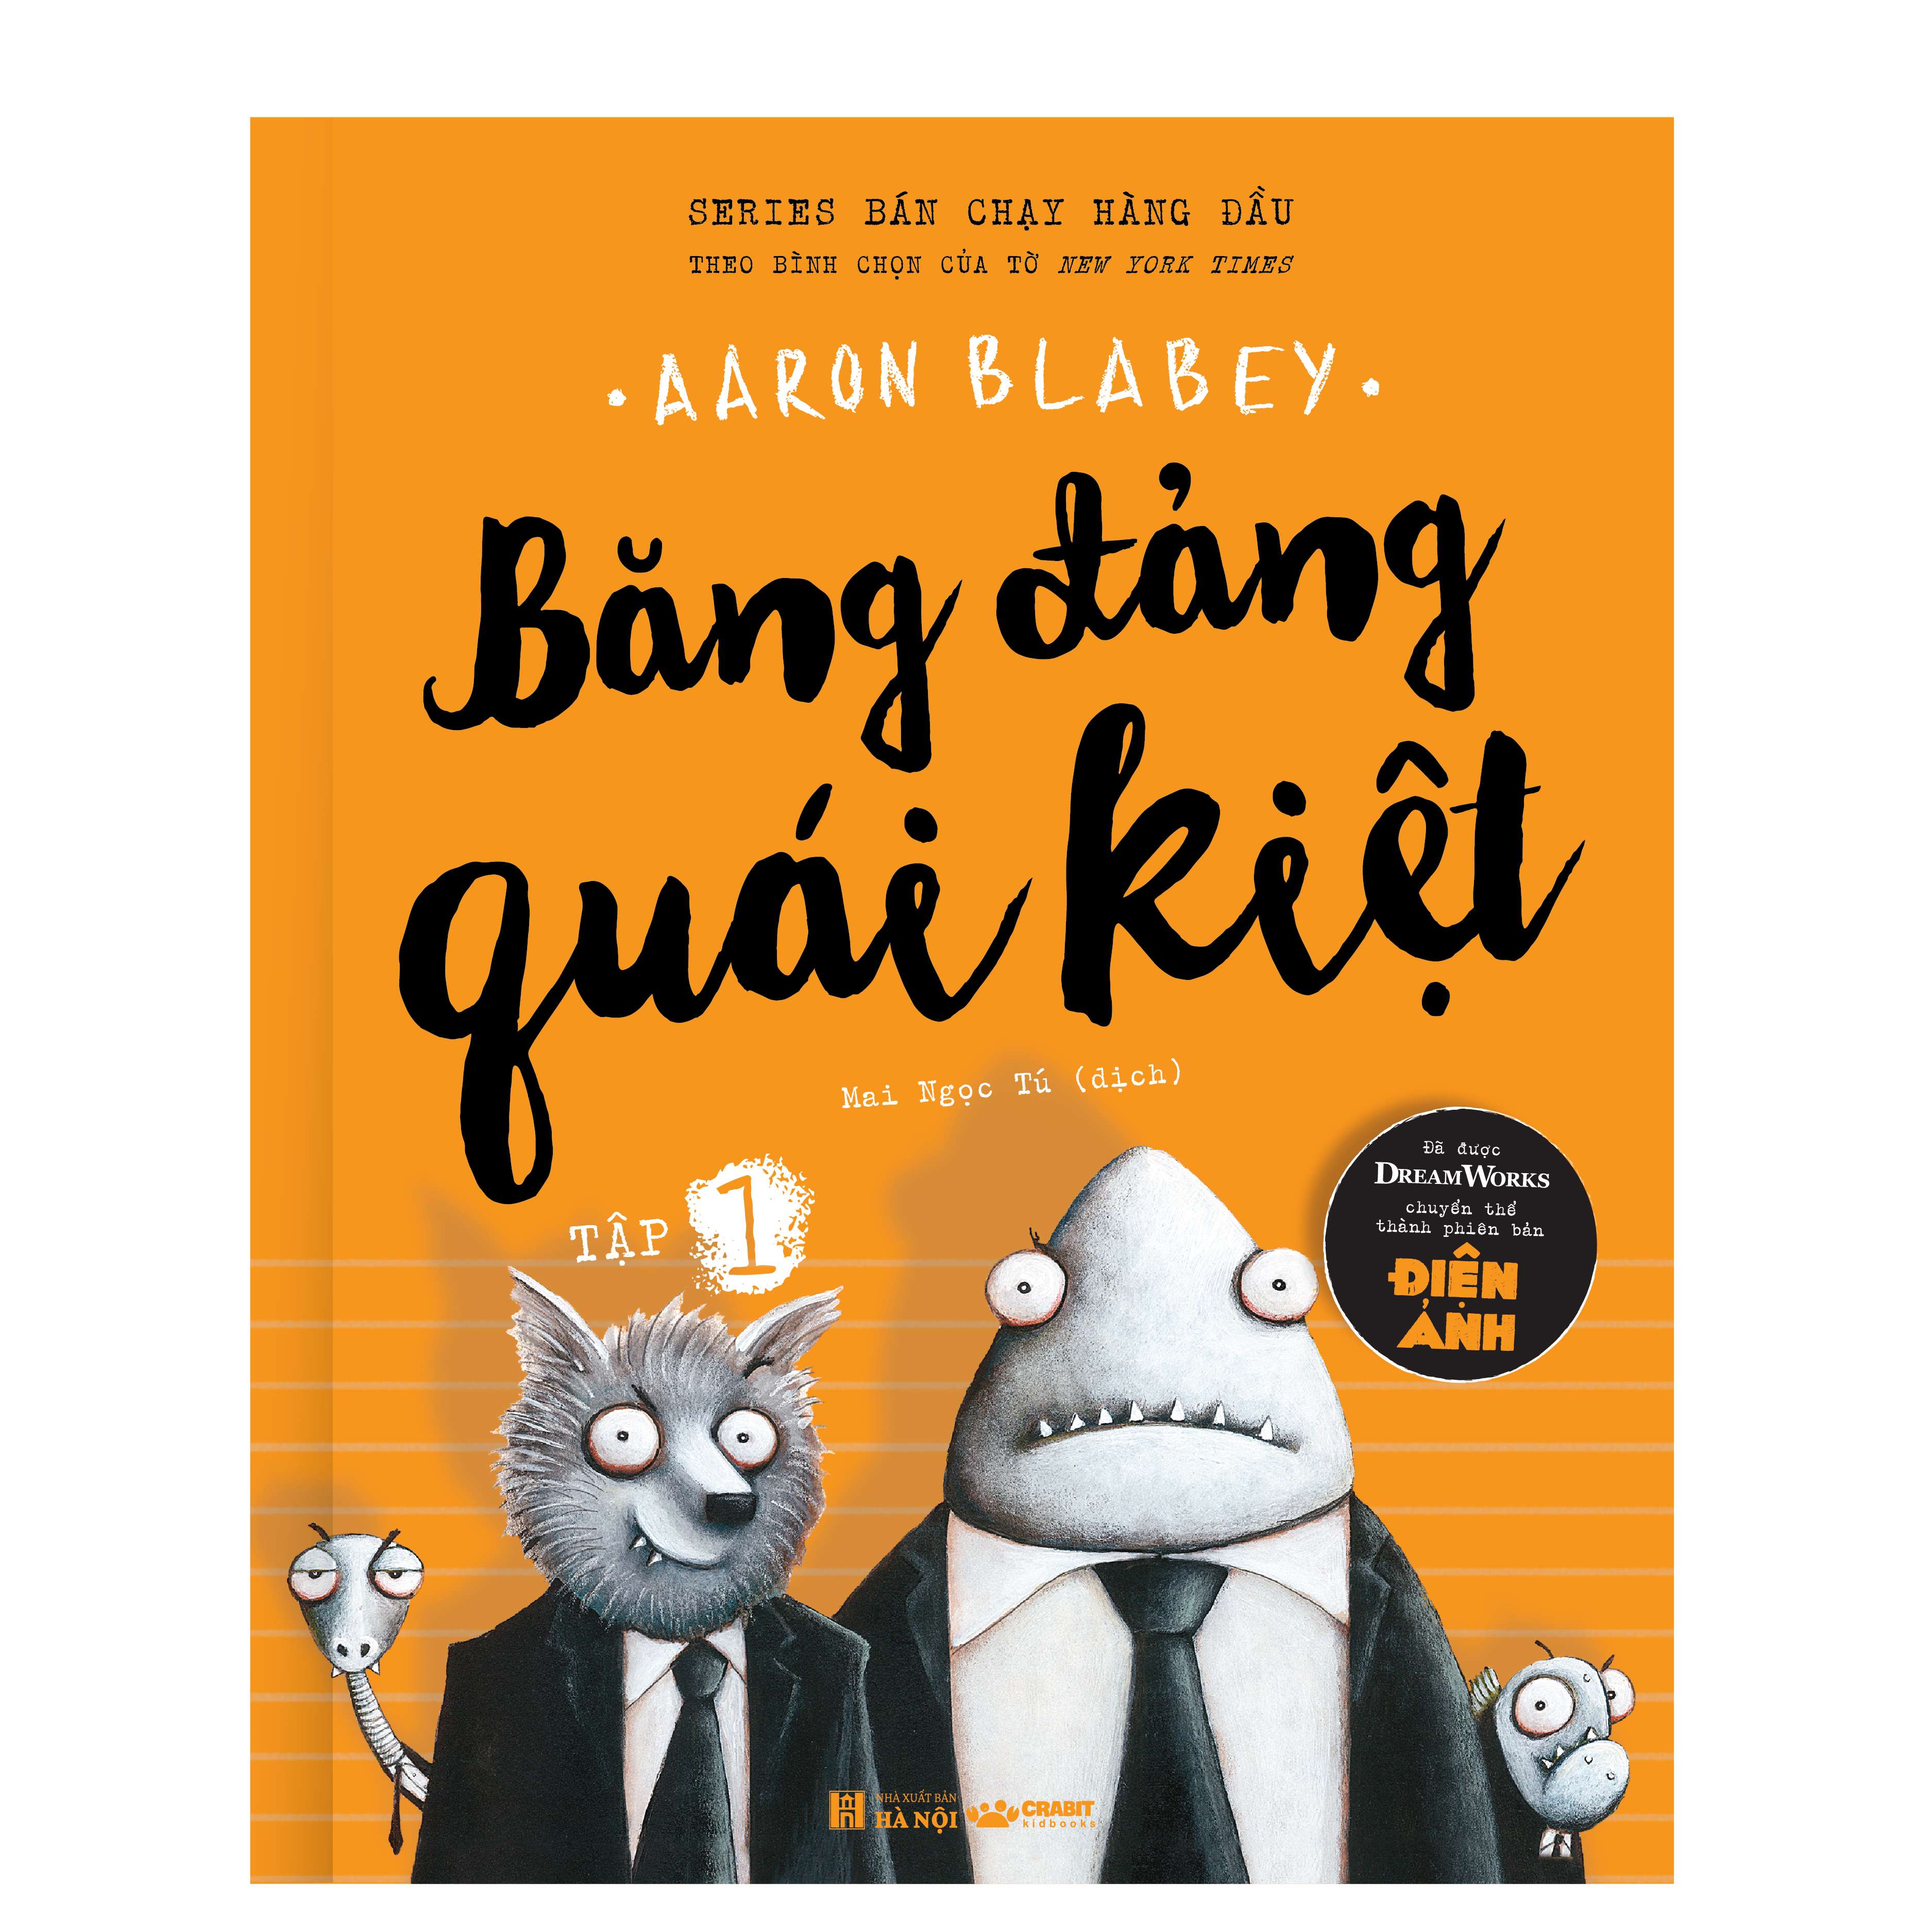 SERIES BÁN CHẠY HÀNG ĐẦU
THEO BÌNH CHỌN CỦA TỜ NEW YORK TIMES
• AARON BLABEY •
Băng đảng
quái kiệt
Mai Ngọc Tú (dịch)
TẬP 1
Đã được
DREAMWORKS
chuyển thể
thành phiên bản
ĐIỆN
ẢNH
NHÀ XUẤT BẢN
HÀ NỘI
CRABIT
kidbooks